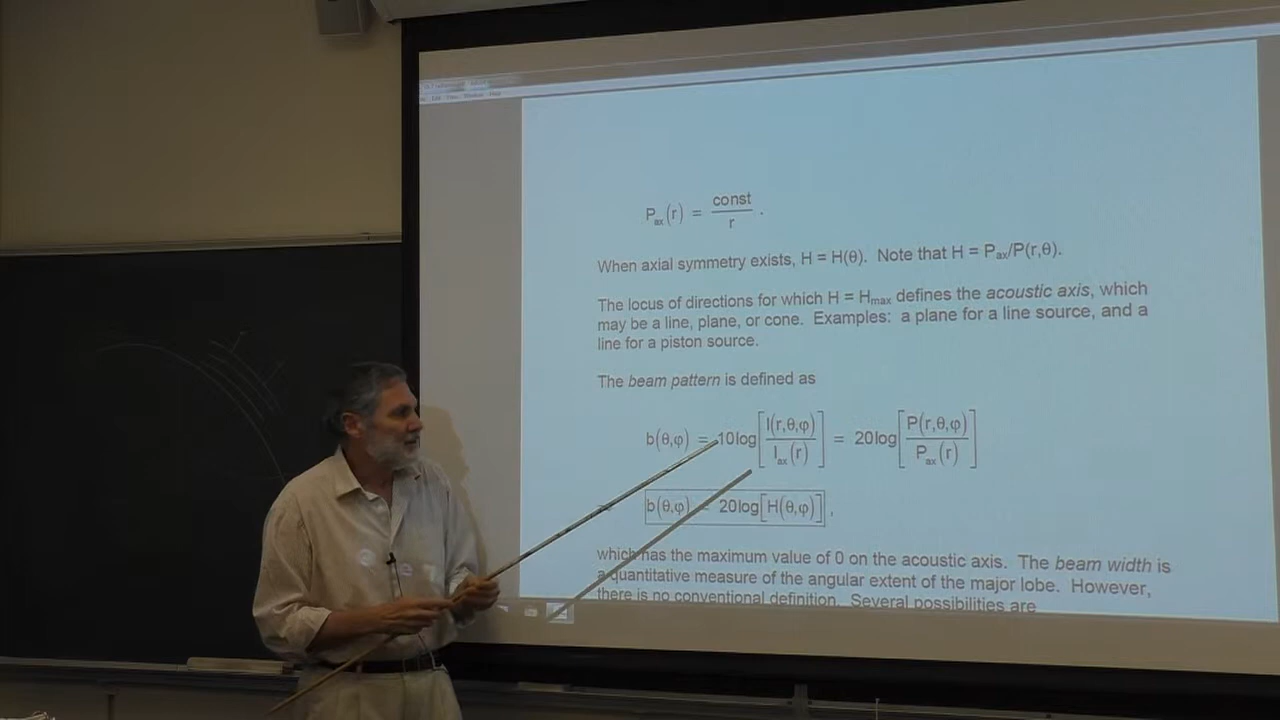 P_ax(r) = const/r .
When axial symmetry exists, H = H(θ). Note that H = P_ax/P(r,θ).
The locus of directions for which H = H_max defines the acoustic axis, which
may be a line, plane, or cone. Examples: a plane for a line source, and a
line for a piston source.
The beam pattern is defined as
b(θ,φ) = 10log[I(r,θ,φ)/I_ax(r)] = 20log[P(r,θ,φ)/P_ax(r)]
b(θ,φ) = 20log[H(θ,φ)] ,
which has the maximum value of 0 on the acoustic axis. The beam width is
a quantitative measure of the angular extent of the major lobe. However,
there is no conventional definition. Several possibilities are